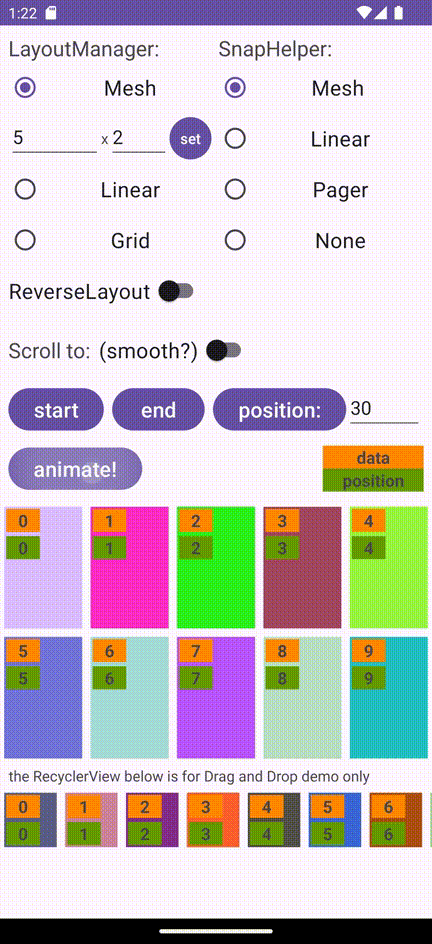 1:22
LayoutManager: SnapHelper:
Mesh Mesh
5 x 2 set Linear
Linear Pager
Grid None
ReverseLayout
Scroll to: (smooth?)
start end position: 30
animate! data
position
0 1 2 3 4
0 1 2 3 4
5 6 7 8 9
5 6 7 8 9
the RecyclerView below is for Drag and Drop demo only
0 1 2 3 4 5 6
0 1 2 3 4 5 6